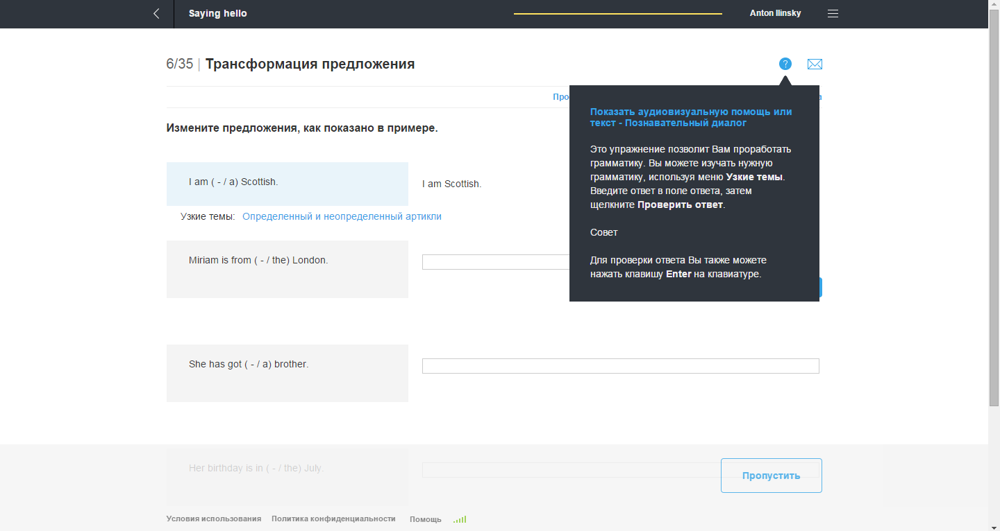 Saying hello
Anton Ilinsky
6/35 | Трансформация предложения
?
Про
а
Измените предложения, как показано в примере.
Показать аудиовизуальную помощь или
текст - Познавательный диалог
Это упражнение позволит Вам проработать
грамматику. Вы можете изучать нужную
грамматику, используя меню Узкие темы.
Введите ответ в поле ответа, затем
щелкните Проверить ответ.
Совет
Для проверки ответа Вы также можете
нажать клавишу Enter на клавиатуре.
I am ( - / a) Scottish.
I am Scottish.
Узкие темы: Определенный и неопределенный артикли
Miriam is from ( - / the) London.
She has got ( - / a) brother.
Her birthday is in ( - / the) July.
Пропустить
Условия использования Политика конфиденциальности Помощь